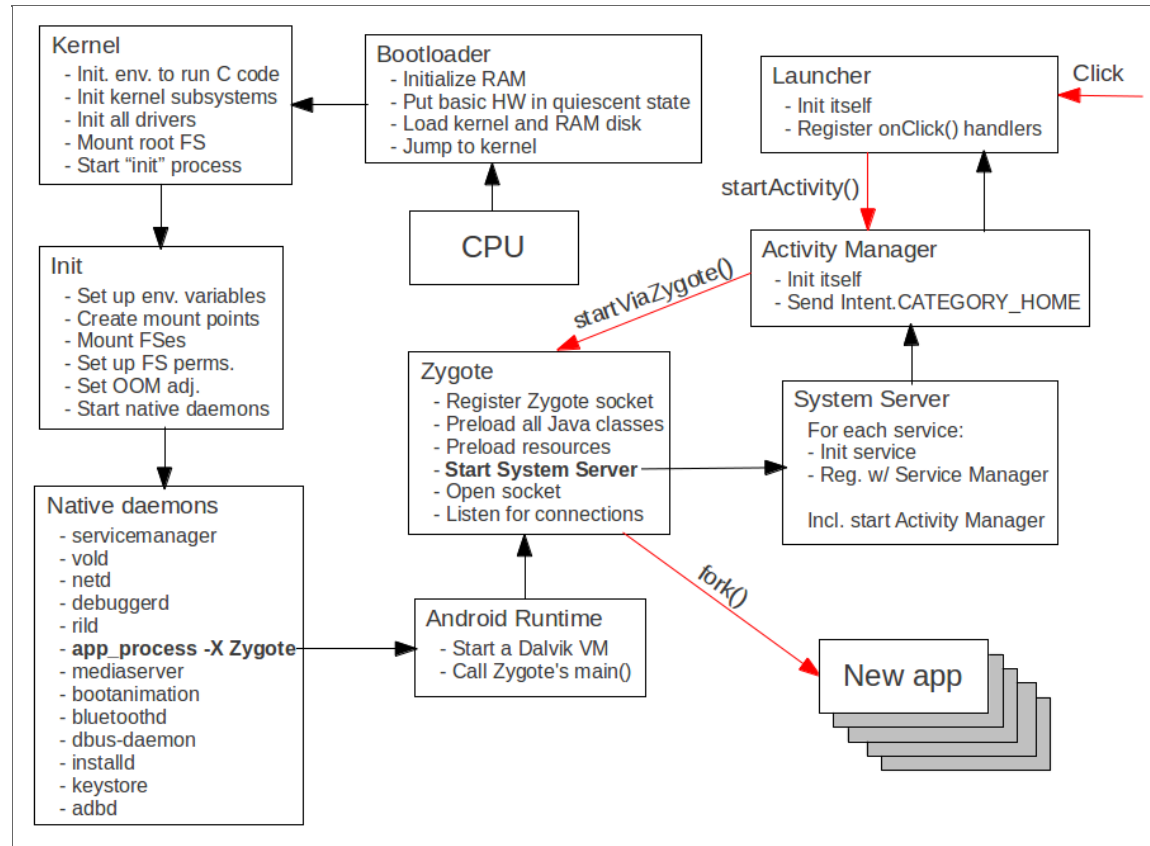 Kernel
- Init. env. to run C code
- Init kernel subsystems
- Init all drivers
- Mount root FS
- Start “init” process
Bootloader
- Initialize RAM
- Put basic HW in quiescent state
- Load kernel and RAM disk
- Jump to kernel
CPU
Launcher
- Init itself
- Register onClick() handlers
Click
startActivity()
Activity Manager
- Init itself
- Send Intent.CATEGORY_HOME
startViaZygote()
Init
- Set up env. variables
- Create mount points
- Mount FSes
- Set up FS perms.
- Set OOM adj.
- Start native daemons
Zygote
- Register Zygote socket
- Preload all Java classes
- Preload resources
- Start System Server
- Open socket
- Listen for connections
System Server
For each service:
- Init service
- Reg. w/ Service Manager
Incl. start Activity Manager
Native daemons
- servicemanager
- vold
- netd
- debuggerd
- rild
- app_process -X Zygote
- mediaserver
- bootanimation
- bluetoothd
- dbus-daemon
- installd
- keystore
- adbd
Android Runtime
- Start a Dalvik VM
- Call Zygote's main()
fork()
New app